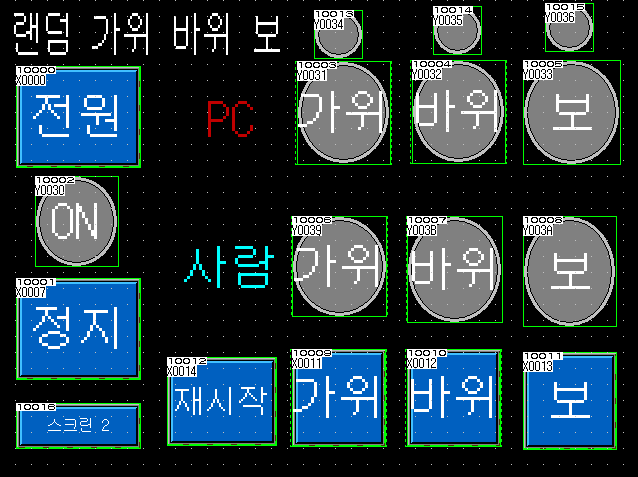 랜덤 가위 바위 보
10013
Y0034
10014
Y0035
10015
Y0036
10000
X0000
전원
PC
10003
Y0031
가위
10004
Y0032
바위
10005
Y0033
보
10002
Y0030
ON
사람
10006
Y0039
가위
10007
Y003B
바위
10008
Y003A
보
10001
X0007
정지
10012
X0014
재시작
10009
X0011
가위
10010
X0012
바위
10011
X0013
보
10016
스크린 2